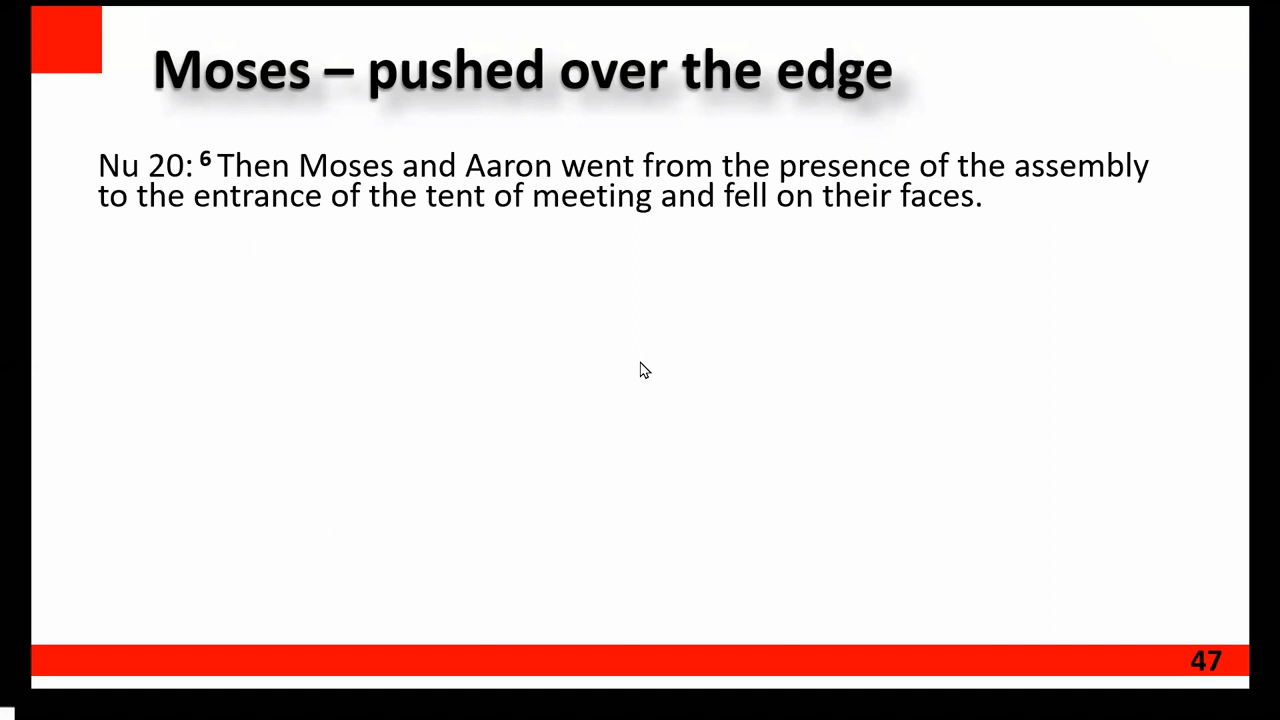 Moses – pushed over the edge
Nu 20: 6 Then Moses and Aaron went from the presence of the assembly
to the entrance of the tent of meeting and fell on their faces.
47